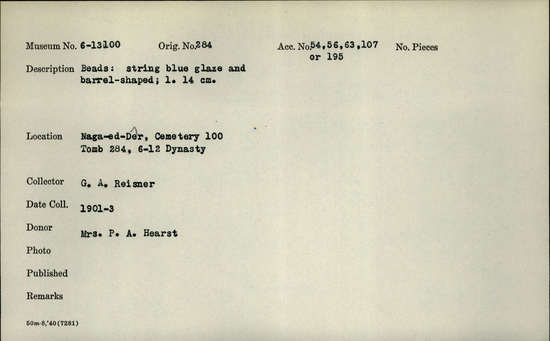 Museum No. 6-13100 Orig. No. 284 Acc. No. 54,56,63,107 No. Pieces
or 195
Description Beads: string blue glaze and
barrel-shaped; l. 14 cm.
Location Naga-ed-Der, Cemetery 100
Tomb 284, 6-12 Dynasty
Collector G. A. Reisner
Date Coll. 1901-3
Donor Mrs. P. A. Hearst
Photo
Published
Remarks
50m-8,'40(7281)